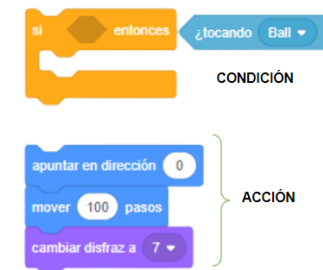 si entonces ¿tocando Ball
CONDICIÓN
apuntar en dirección 0
mover 100 pasos
ACCIÓN
cambiar disfraz a 7